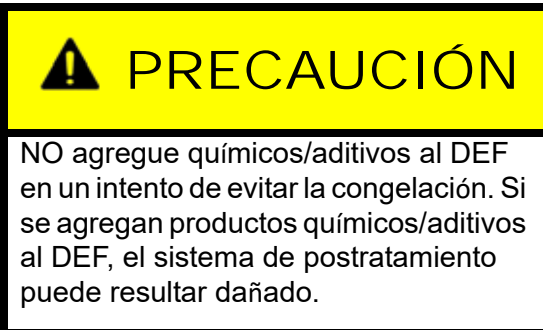 PRECAUCIÓN
NO agregue químicos/aditivos al DEF
en un intento de evitar la congelación. Si
se agregan productos químicos/aditivos
al DEF, el sistema de postratamiento
puede resultar dañado.